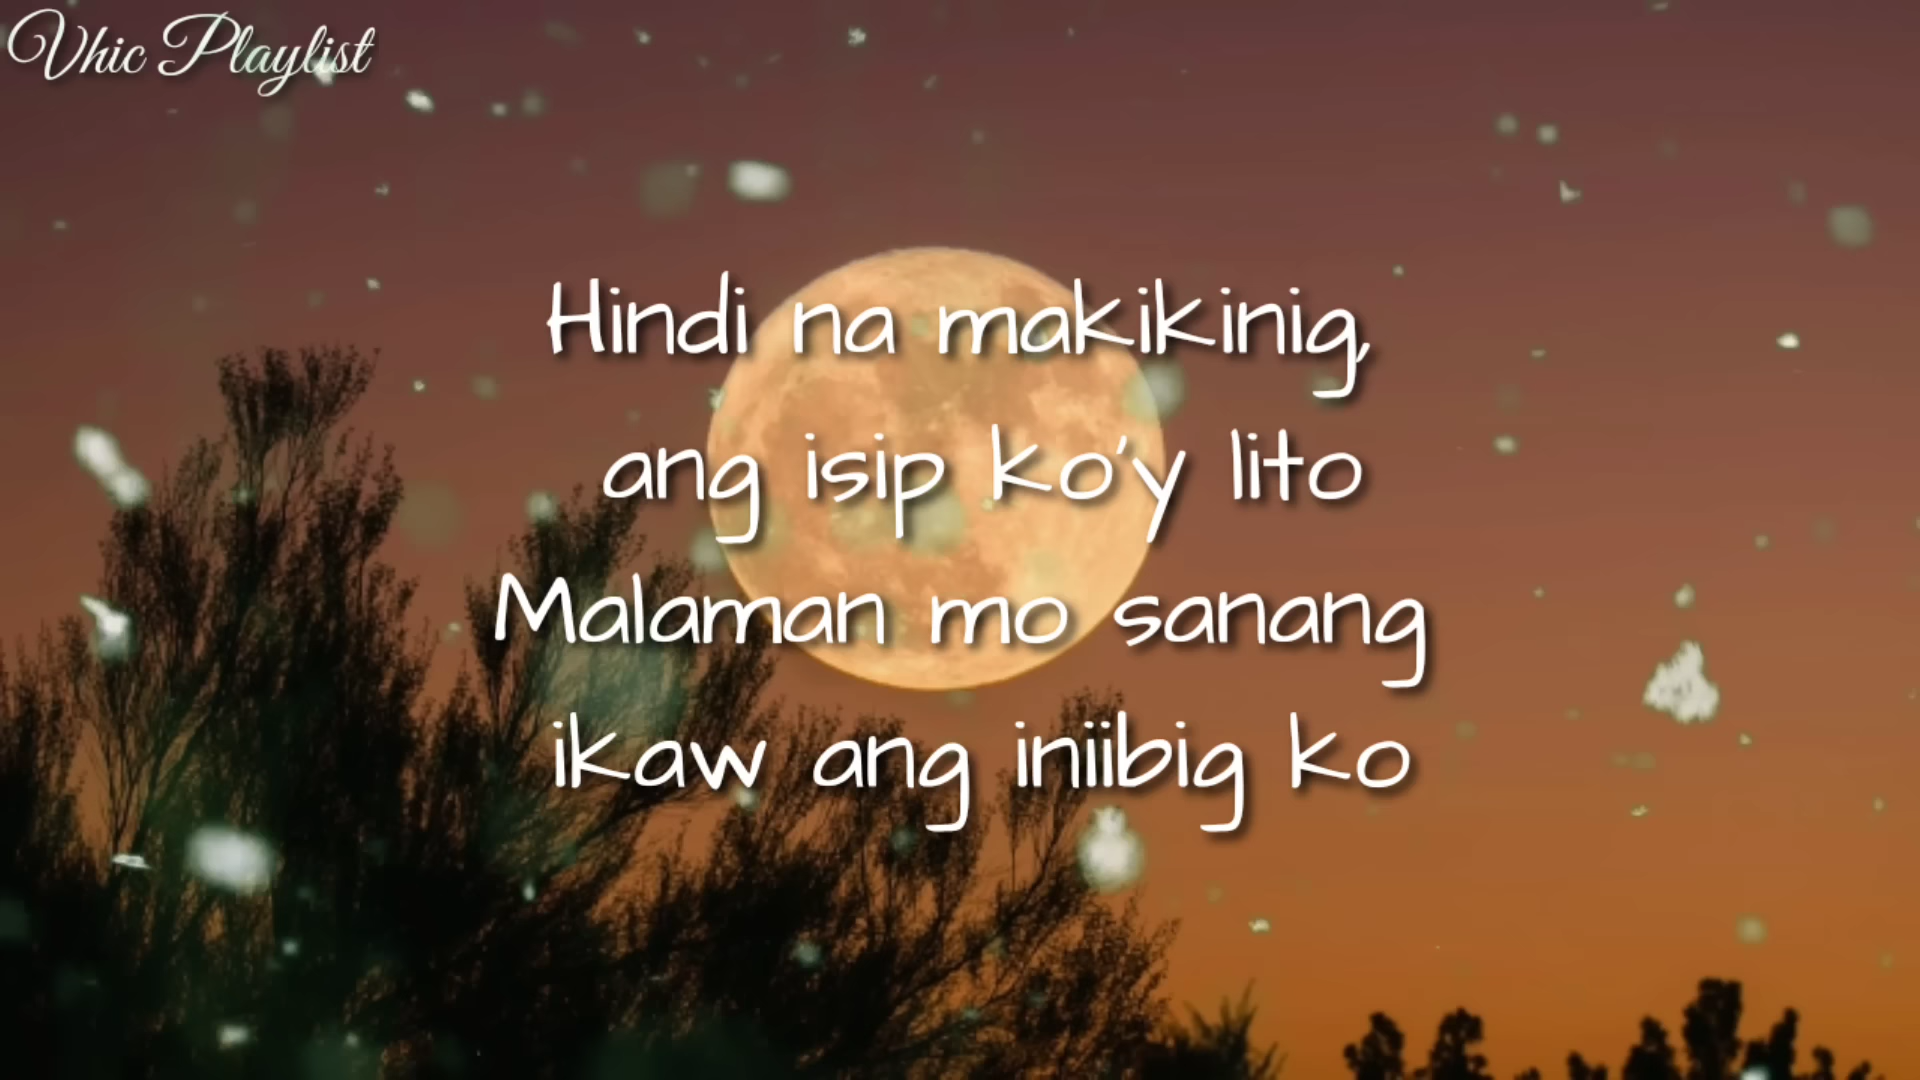 Vhic Playlist
Hindi na makikinig,
ang isip ko'y lito
Malaman mo sanang
ikaw ang iniibig ko